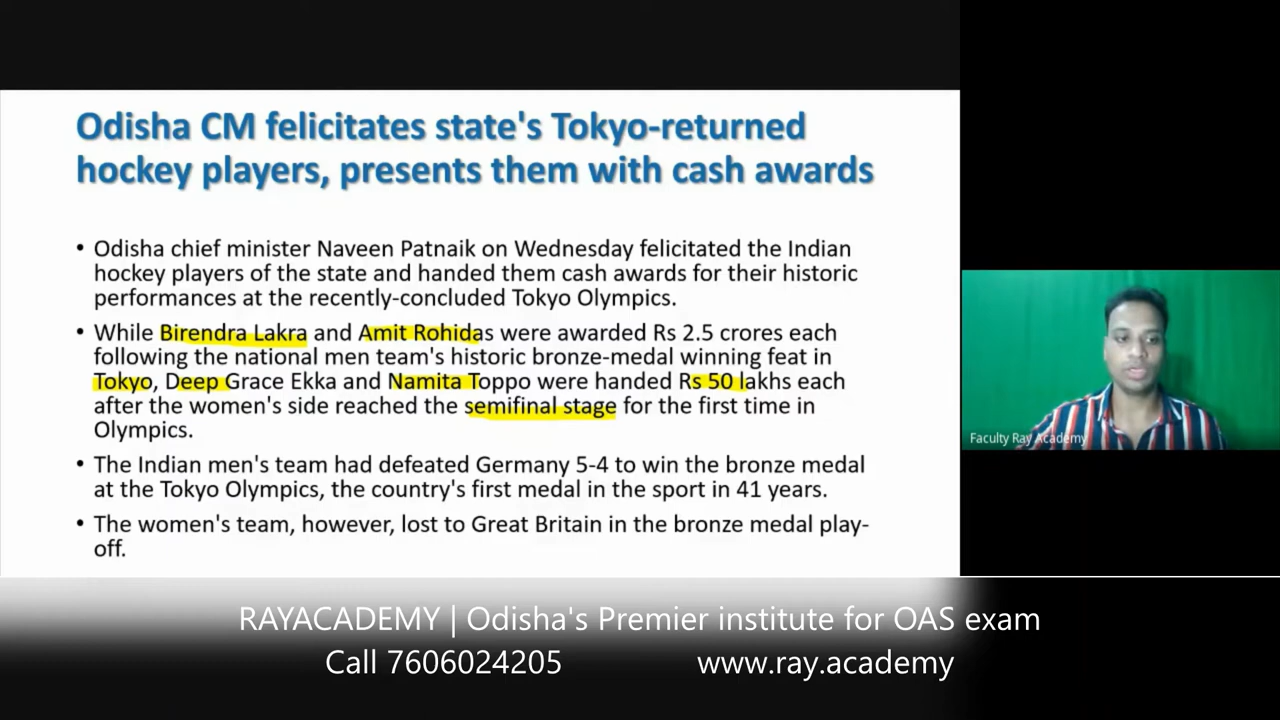 Odisha CM felicitates state's Tokyo-returned
hockey players, presents them with cash awards
• Odisha chief minister Naveen Patnaik on Wednesday felicitated the Indian
hockey players of the state and handed them cash awards for their historic
performances at the recently-concluded Tokyo Olympics.
• While Birendra Lakra and Amit Rohidas were awarded Rs 2.5 crores each
following the national men team's historic bronze-medal winning feat in
Tokyo, Deep Grace Ekka and Namita Toppo were handed Rs 50 lakhs each
after the women's side reached the semifinal stage for the first time in
Olympics.
• The Indian men's team had defeated Germany 5-4 to win the bronze medal
at the Tokyo Olympics, the country's first medal in the sport in 41 years.
• The women's team, however, lost to Great Britain in the bronze medal play-
off.
Faculty Ray Academy
RAYACADEMY | Odisha's Premier institute for OAS exam
Call 7606024205 www.ray.academy